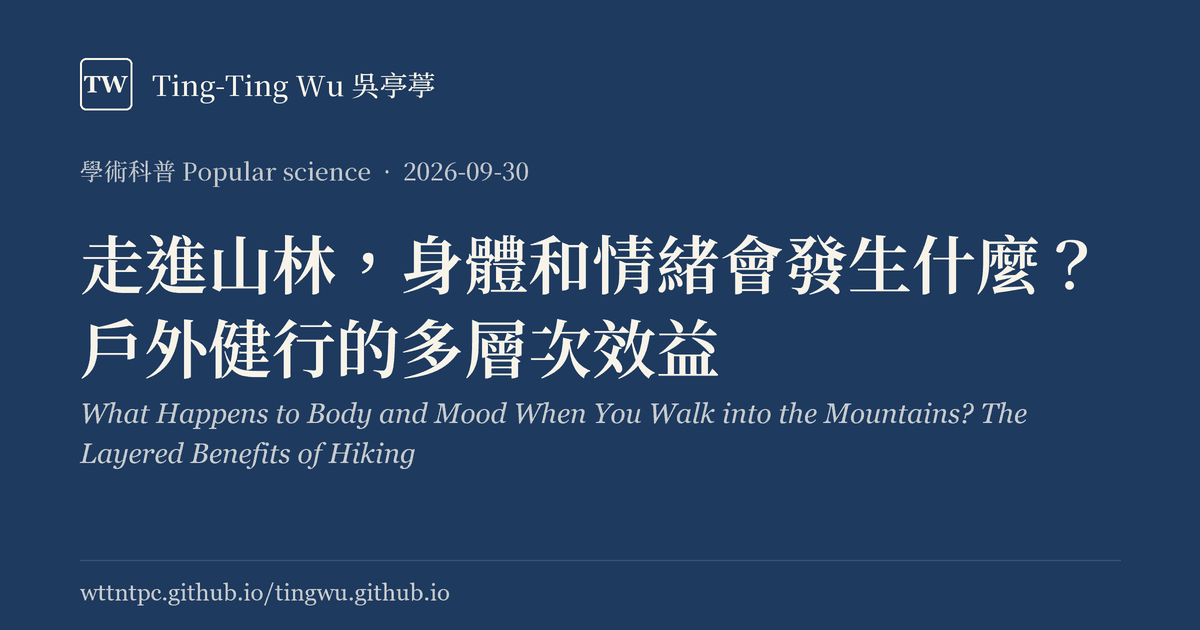 TW
Ting-Ting Wu 吳亭葶
學術科普 Popular science · 2026-09-30
走進山林，身體和情緒會發生什麼？
戶外健行的多層次效益
What Happens to Body and Mood When You Walk into the Mountains? The
Layered Benefits of Hiking
wttntpc.github.io/tingwu.github.io